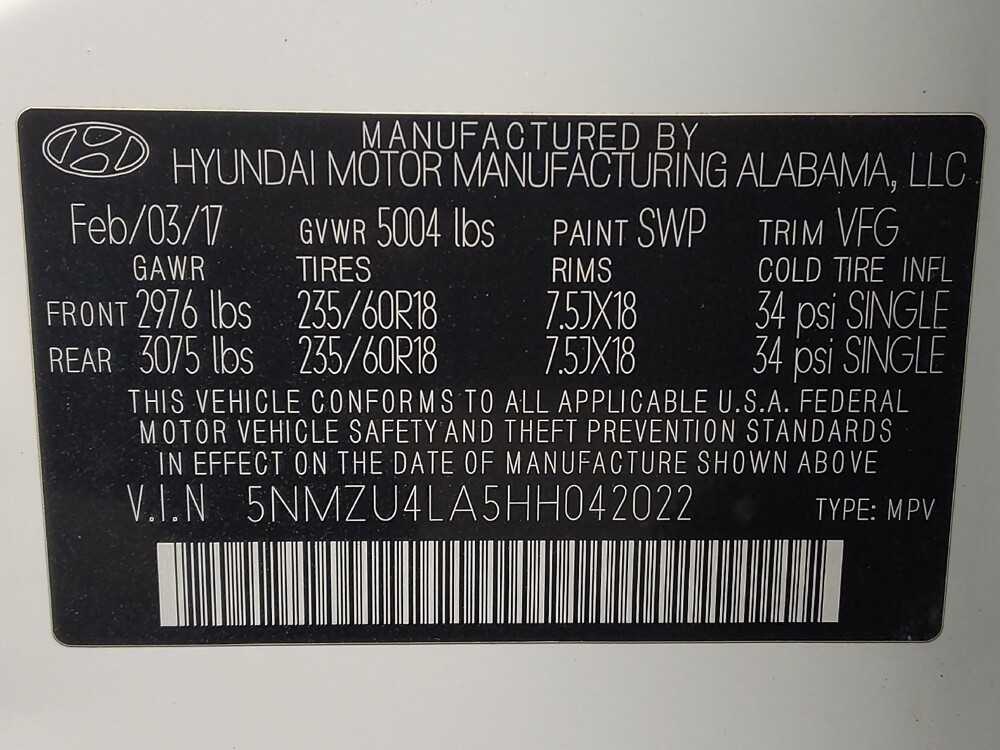 MANUFACTURED BY
HYUNDAI MOTOR MANUFACTURING ALABAMA, LLC
Feb/03/17 GVWR 5004 lbs PAINT SWP TRIM VFG
GAWR TIRES RIMS COLD TIRE INFL
FRONT 2976 lbs 235/60R18 7.5JX18 34 psi SINGLE
REAR 3075 lbs 235/60R18 7.5JX18 34 psi SINGLE
THIS VEHICLE CONFORMS TO ALL APPLICABLE U.S.A. FEDERAL
MOTOR VEHICLE SAFETY AND THEFT PREVENTION STANDARDS
IN EFFECT ON THE DATE OF MANUFACTURE SHOWN ABOVE
V.I.N 5NMZU4LA5HH042022 TYPE: MPV